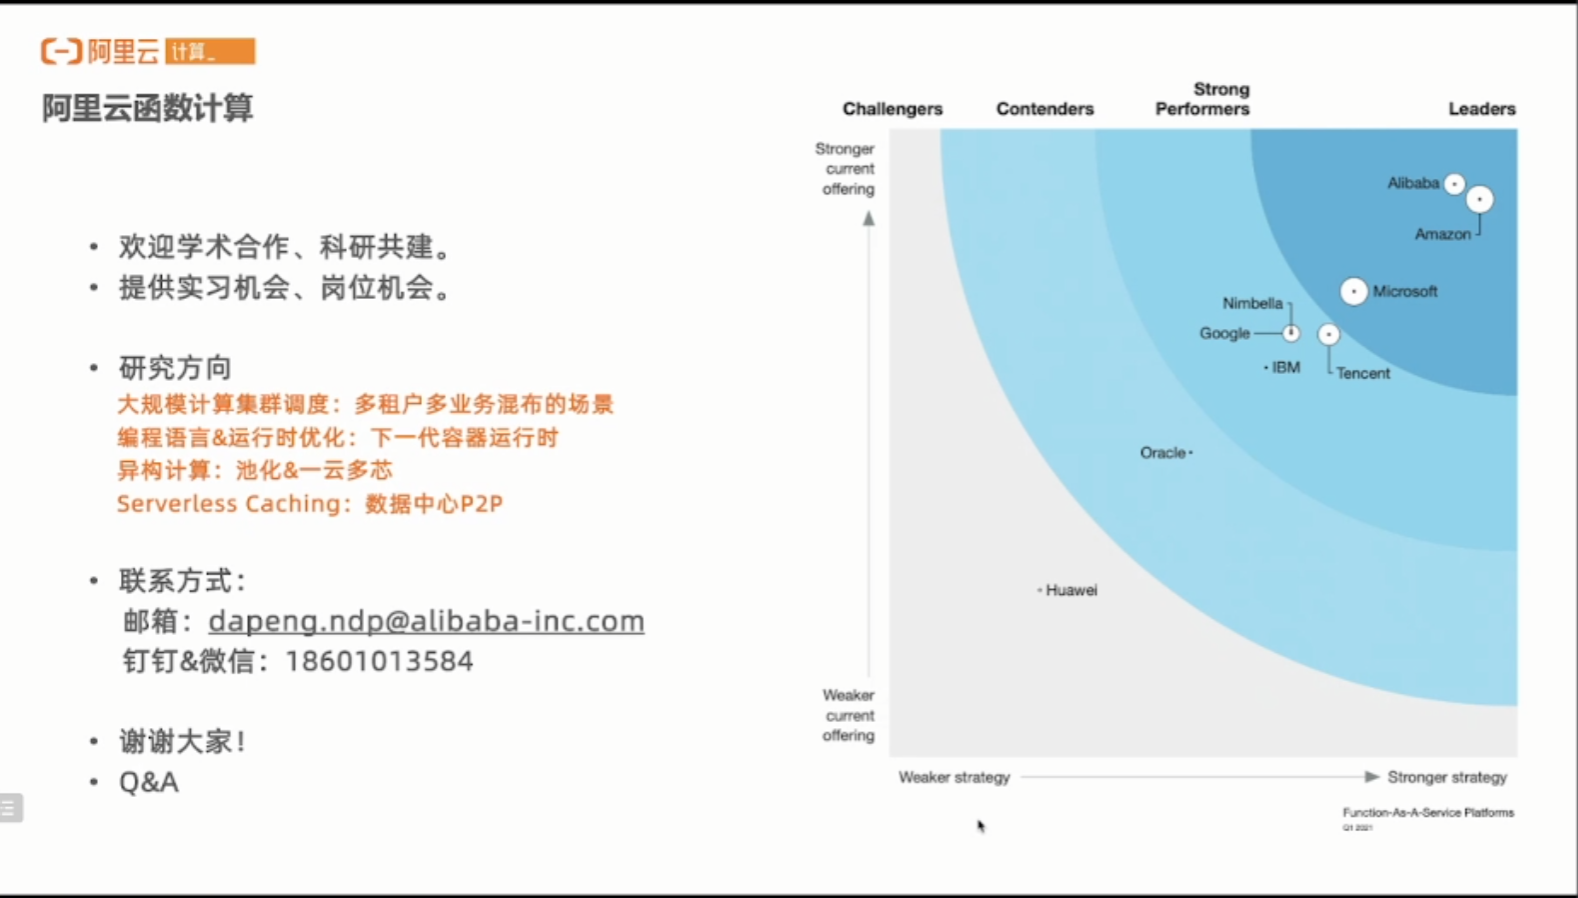 阿里云 计算_
阿里云函数计算
• 欢迎学术合作、科研共建。
• 提供实习机会、岗位机会。
• 研究方向
大规模计算集群调度：多租户多业务混布的场景
编程语言&运行时优化：下一代容器运行时
异构计算：池化&一云多芯
Serverless Caching：数据中心P2P
• 联系方式：
邮箱：dapeng.ndp@alibaba-inc.com
钉钉&微信：18601013584
• 谢谢大家！
• Q&A
Challengers
Contenders
Strong
Performers
Leaders
Stronger
current
offering
Alibaba
Amazon
Microsoft
Nimbella
Google
IBM
Tencent
Oracle
Huawei
Weaker
current
offering
Weaker strategy
Stronger strategy
Function-As-A-Service Platforms
Q1 2021